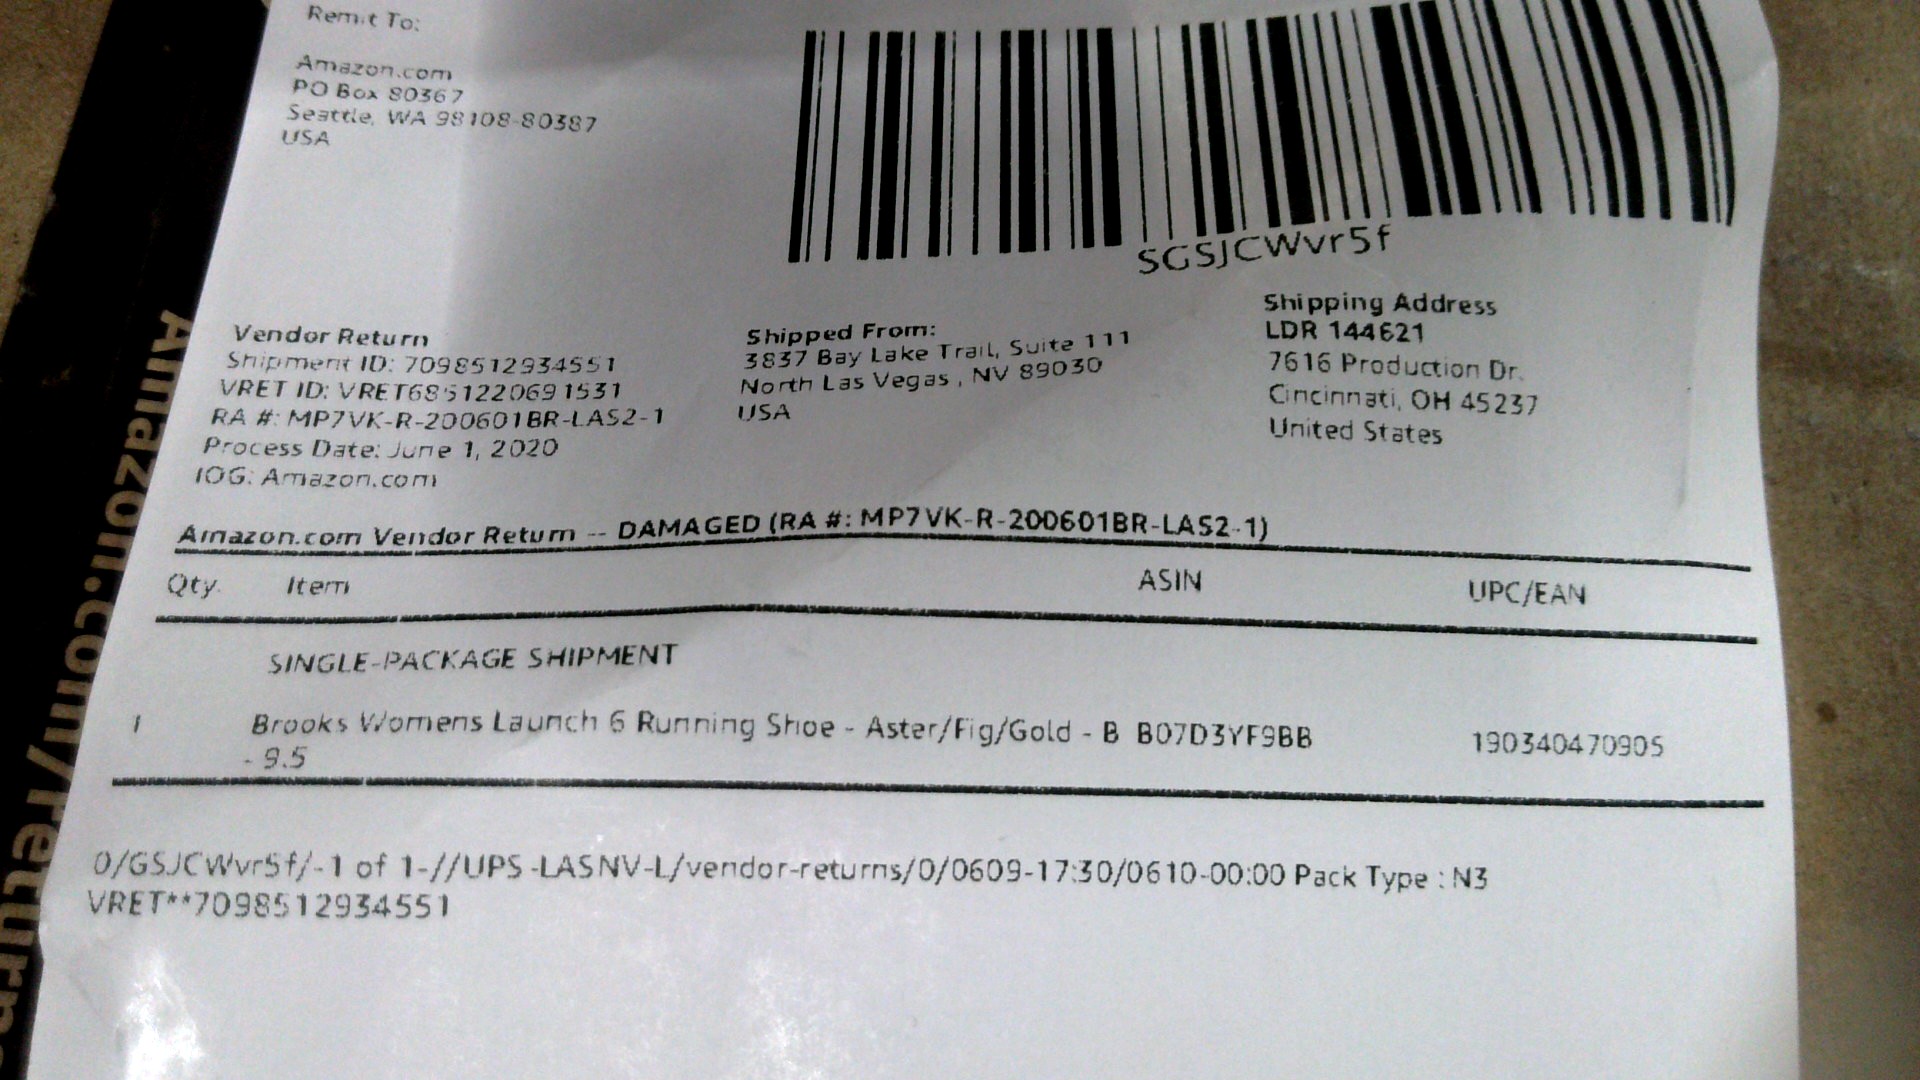 Remit To:
Amazon.com
PO Box 80367
Seattle, WA 98108-80387
USA
SGSJCWvr5f
Vendor Return
Shipment ID: 7098512934551
VRET ID: VRET6851220691531
RA #: MP7VK-R-200601BR-LAS2-1
Process Date: June 1, 2020
IOG: Amazon.com
Shipped From:
3837 Bay Lake Trail, Suite 111
North Las Vegas , NV 89030
USA
Shipping Address
LDR 144621
7616 Production Dr.
Cincinnati, OH 45237
United States
Amazon.com Vendor Return -- DAMAGED (RA #: MP7VK-R-200601BR-LAS2-1)
Qty. Item ASIN UPC/EAN
SINGLE-PACKAGE SHIPMENT
1 Brooks Womens Launch 6 Running Shoe - Aster/Fig/Gold - B B07D3YF9BB 190340470905
- 9.5
0/GSJCWvr5f/-1 of 1-//UPS-LASNV-L/vendor-returns/0/0609-17:30/0610-00:00 Pack Type : N3
VRET**7098512934551
Amazon.com/return